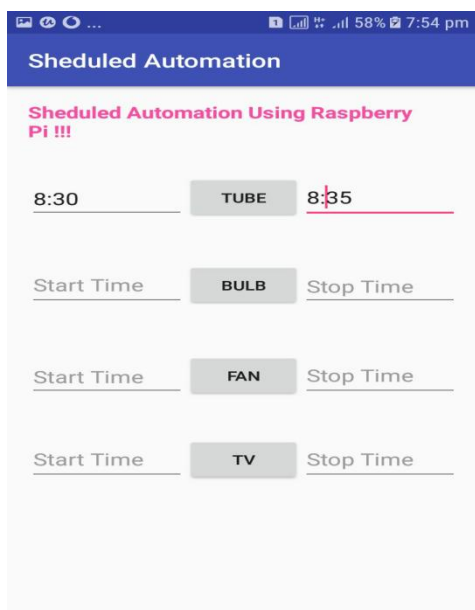 ... 58% 7:54 pm
Sheduled Automation
Sheduled Automation Using Raspberry
Pi !!!
8:30 TUBE 8:35
Start Time BULB Stop Time
Start Time FAN Stop Time
Start Time TV Stop Time